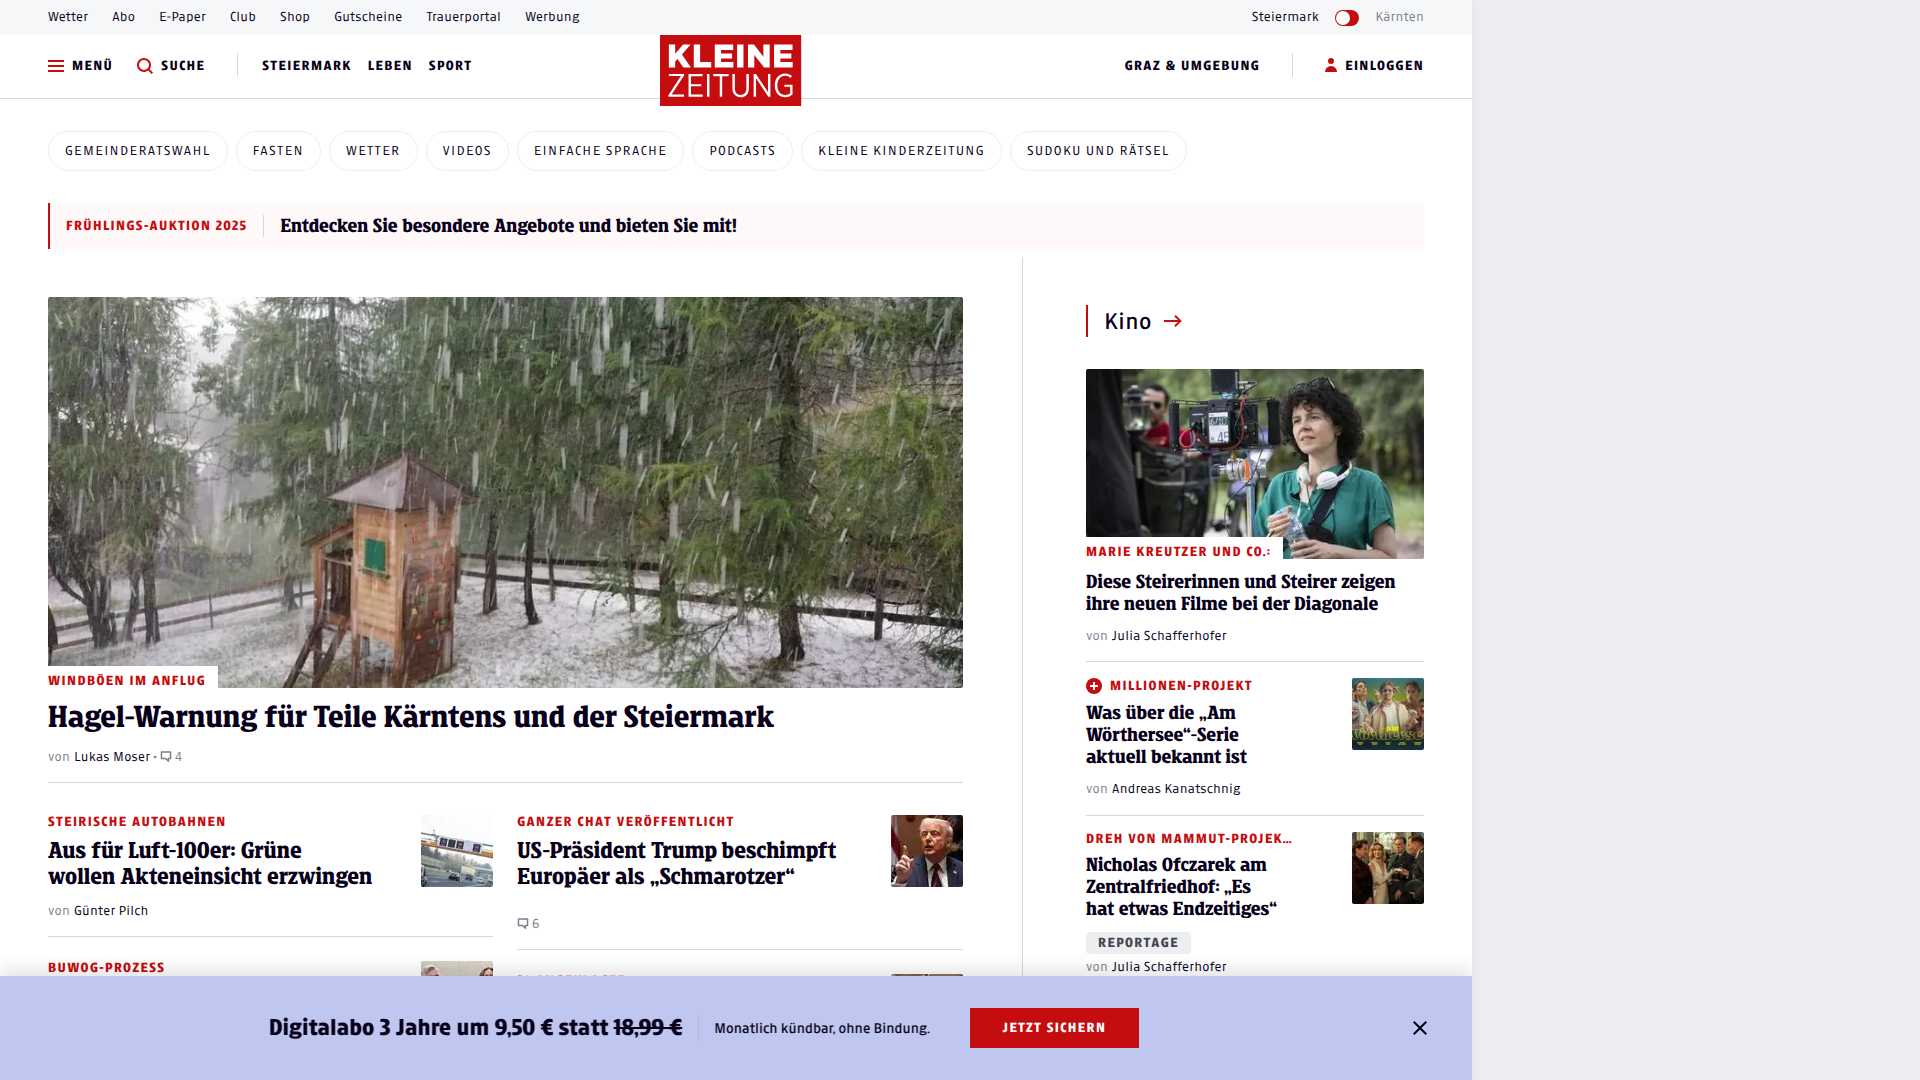 Wetter Abo E-Paper Club Shop Gutscheine Trauerportal Werbung Steiermark Kärnten
MENÜ SUCHE STEIERMARK LEBEN SPORT KLEINE ZEITUNG GRAZ & UMGEBUNG EINLOGGEN
GEMEINDERATSWAHL FASTEN WETTER VIDEOS EINFACHE SPRACHE PODCASTS KLEINE KINDERZEITUNG SUDOKU UND RÄTSEL
FRÜHLINGS-AUKTION 2025 Entdecken Sie besondere Angebote und bieten Sie mit!
WINDBÖEN IM ANFLUG
Hagel-Warnung für Teile Kärntens und der Steiermark
von Lukas Moser · 4
STEIRISCHE AUTOBAHNEN
Aus für Luft-100er: Grüne
wollen Akteneinsicht erzwingen
von Günter Pilch
BUWOG-PROZESS
GANZER CHAT VERÖFFENTLICHT
US-Präsident Trump beschimpft
Europäer als „Schmarotzer“
6
Kino
MARIE KREUTZER UND CO.:
Diese Steirerinnen und Steirer zeigen
ihre neuen Filme bei der Diagonale
von Julia Schafferhofer
MILLIONEN-PROJEKT
Was über die „Am
Wörthersee“-Serie
aktuell bekannt ist
von Andreas Kanatschnig
DREH VON MAMMUT-PROJEK...
Nicholas Ofczarek am
Zentralfriedhof: „Es
hat etwas Endzeitiges“
REPORTAGE
von Julia Schafferhofer
Digitalabo 3 Jahre um 9,50 € statt 18,99 € Monatlich kündbar, ohne Bindung. JETZT SICHERN